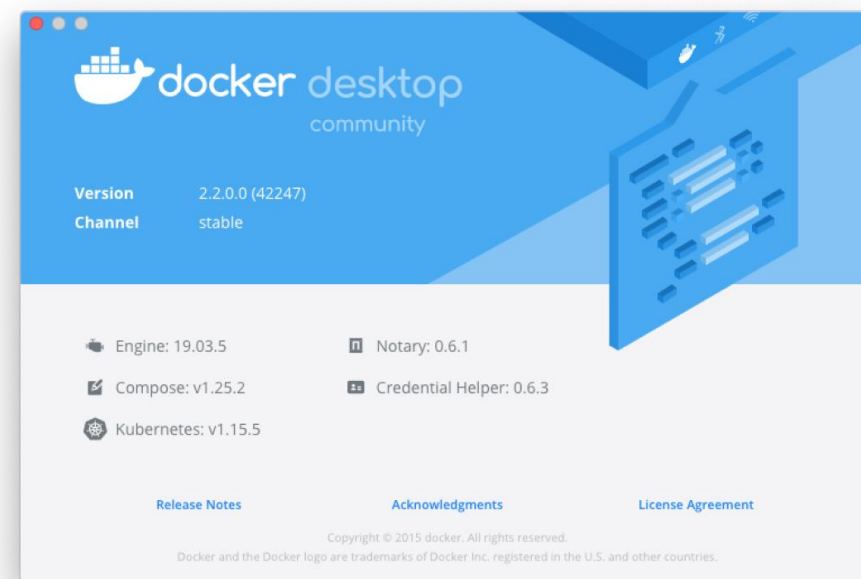 docker desktop
community
Version 2.2.0.0 (42247)
Channel stable
Engine: 19.03.5 Notary: 0.6.1
Compose: v1.25.2 Credential Helper: 0.6.3
Kubernetes: v1.15.5
Release Notes Acknowledgments License Agreement
Copyright © 2015 docker. All rights reserved.
Docker and the Docker logo are trademarks of Docker Inc. registered in the U.S. and other countries.